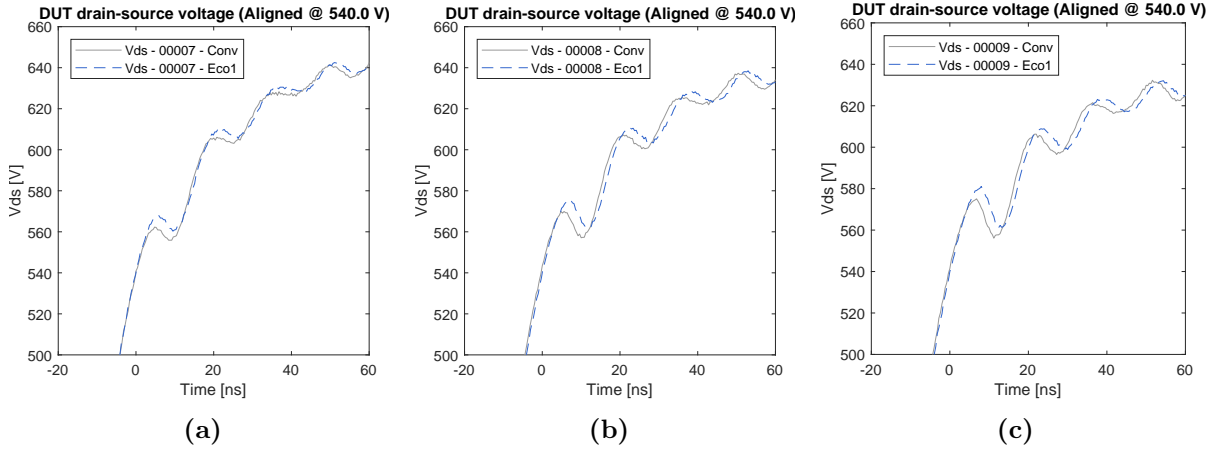 DUT drain-source voltage (Aligned @ 540.0 V)
Vds - 00007 - Conv
Vds - 00007 - Eco1
Vds [V]
660
640
620
600
580
560
540
520
500
-20
0
20
40
60
Time [ns]
(a)
DUT drain-source voltage (Aligned @ 540.0 V)
Vds - 00008 - Conv
Vds - 00008 - Eco1
Vds [V]
660
640
620
600
580
560
540
520
500
-20
0
20
40
60
Time [ns]
(b)
DUT drain-source voltage (Aligned @ 540.0 V)
Vds - 00009 - Conv
Vds - 00009 - Eco1
Vds [V]
660
640
620
600
580
560
540
520
500
-20
0
20
40
60
Time [ns]
(c)